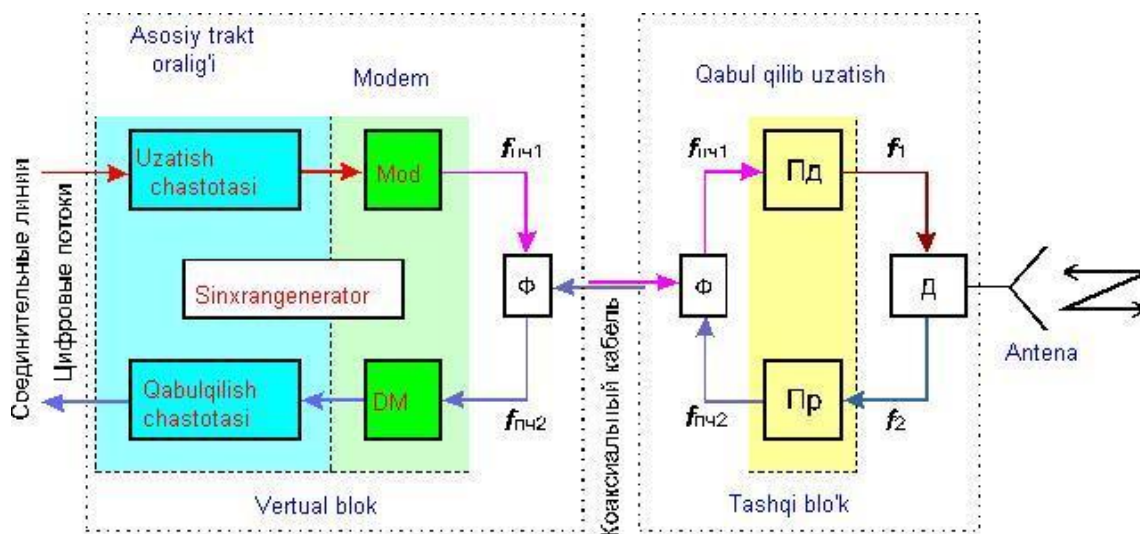 Asosiy trakt
oralig'i
Modem
Qabul qilib uzatish
Соединительные линии
Цифровые потоки
Uzatish
chastotasi
Mod
fпч1
fпч1
Пд
f1
Sinxrangenerator
Ф
Коаксиальный кабель
Ф
Д
Antena
Qabulqilish
chastotasi
DM
fпч2
fпч2
Пр
f2
Vertual blok
Tashqi blo'k